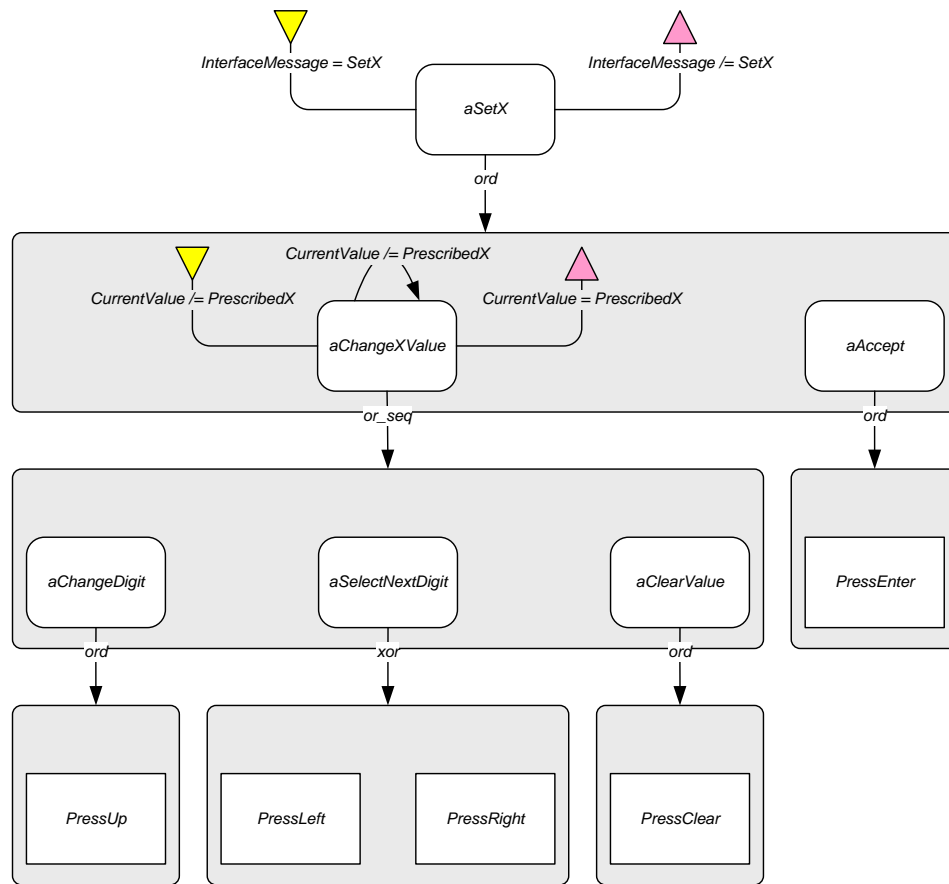 InterfaceMessage = SetX
InterfaceMessage /= SetX
aSetX
ord
CurrentValue /= PrescribedX
CurrentValue /= PrescribedX
CurrentValue = PrescribedX
aChangeXValue
aAccept
or_seq
ord
aChangeDigit
aSelectNextDigit
aClearValue
PressEnter
ord
xor
ord
PressUp
PressLeft
PressRight
PressClear